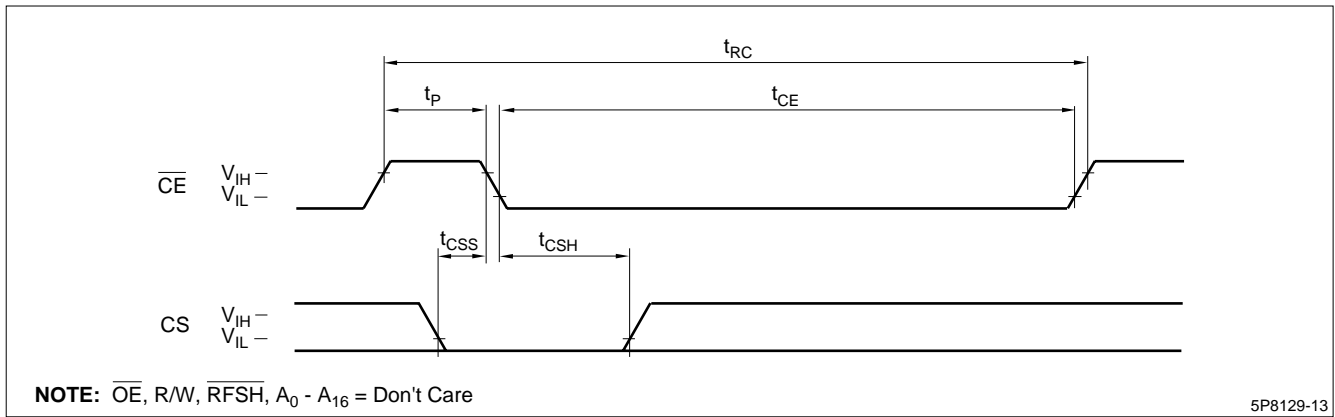 tRC
tP
tCE
CE
VIH –
VIL –
tCSS
tCSH
CS
VIH –
VIL –
NOTE: OE, R/W, RFSH, A0 - A16 = Don't Care
5P8129-13